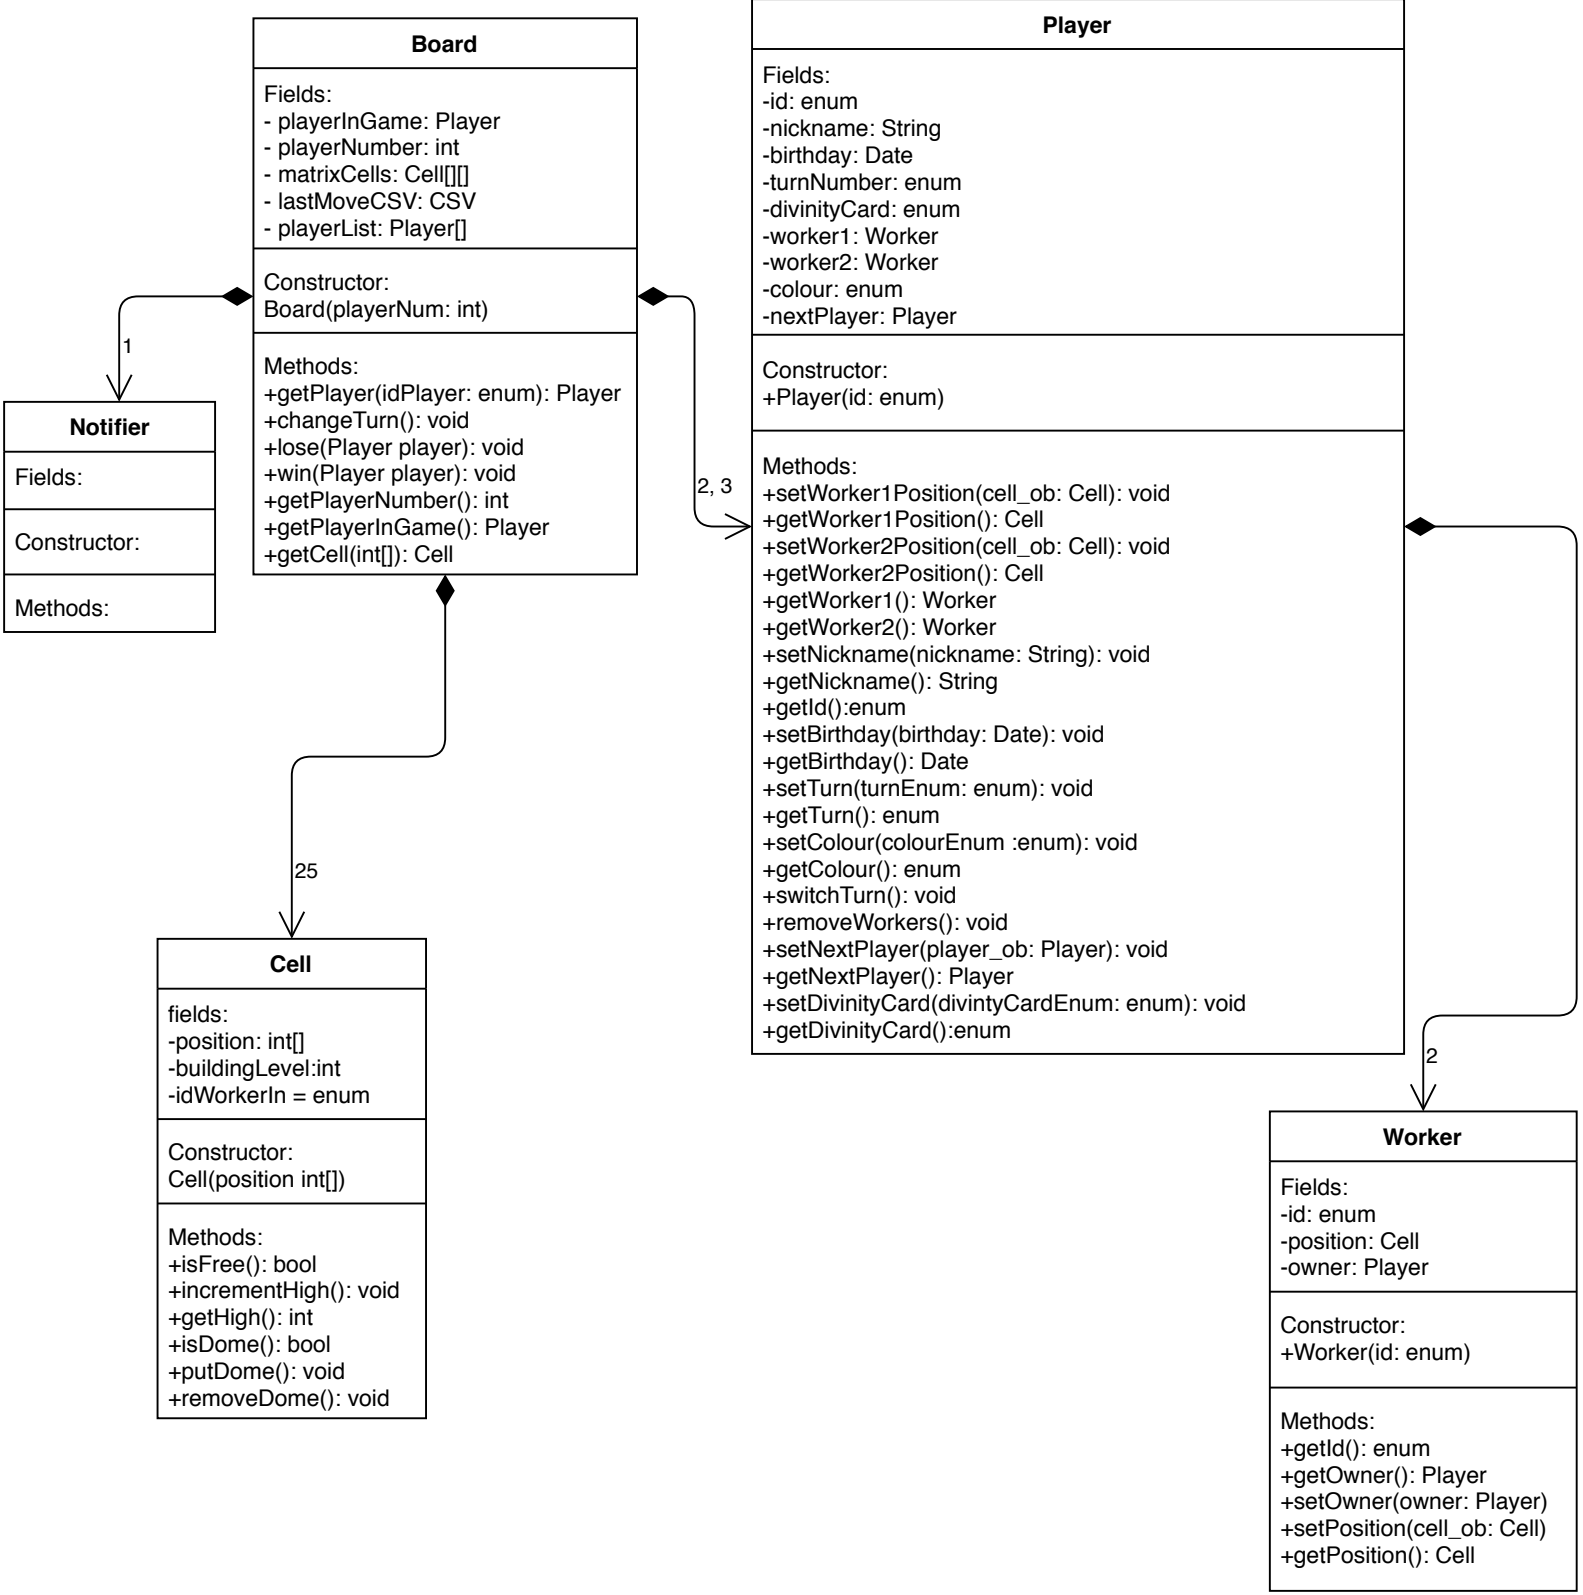 Board
Fields:
- playerInGame: Player
- playerNumber: int
- matrixCells: Cell[][]
- lastMoveCSV: CSV
- playerList: Player[]
Constructor:
Board(playerNum: int)
Methods:
+getPlayer(idPlayer: enum): Player
+changeTurn(): void
+lose(Player player): void
+win(Player player): void
+getPlayerNumber(): int
+getPlayerInGame(): Player
+getCell(int[]): Cell
1
Notifier
Fields:
Constructor:
Methods:
2, 3
Player
Fields:
-id: enum
-nickname: String
-birthday: Date
-turnNumber: enum
-divinityCard: enum
-worker1: Worker
-worker2: Worker
-colour: enum
-nextPlayer: Player
Constructor:
+Player(id: enum)
Methods:
+setWorker1Position(cell_ob: Cell): void
+getWorker1Position(): Cell
+setWorker2Position(cell_ob: Cell): void
+getWorker2Position(): Cell
+getWorker1(): Worker
+getWorker2(): Worker
+setNickname(nickname: String): void
+getNickname(): String
+getId():enum
+setBirthday(birthday: Date): void
+getBirthday(): Date
+setTurn(turnEnum: enum): void
+getTurn(): enum
+setColour(colourEnum :enum): void
+getColour(): enum
+switchTurn(): void
+removeWorkers(): void
+setNextPlayer(player_ob: Player): void
+getNextPlayer(): Player
+setDivinityCard(divintyCardEnum: enum): void
+getDivinityCard():enum
25
Cell
fields:
-position: int[]
-buildingLevel:int
-idWorkerIn = enum
Constructor:
Cell(position int[])
Methods:
+isFree(): bool
+incrementHigh(): void
+getHigh(): int
+isDome(): bool
+putDome(): void
+removeDome(): void
2
Worker
Fields:
-id: enum
-position: Cell
-owner: Player
Constructor:
+Worker(id: enum)
Methods:
+getId(): enum
+getOwner(): Player
+setOwner(owner: Player)
+setPosition(cell_ob: Cell)
+getPosition(): Cell